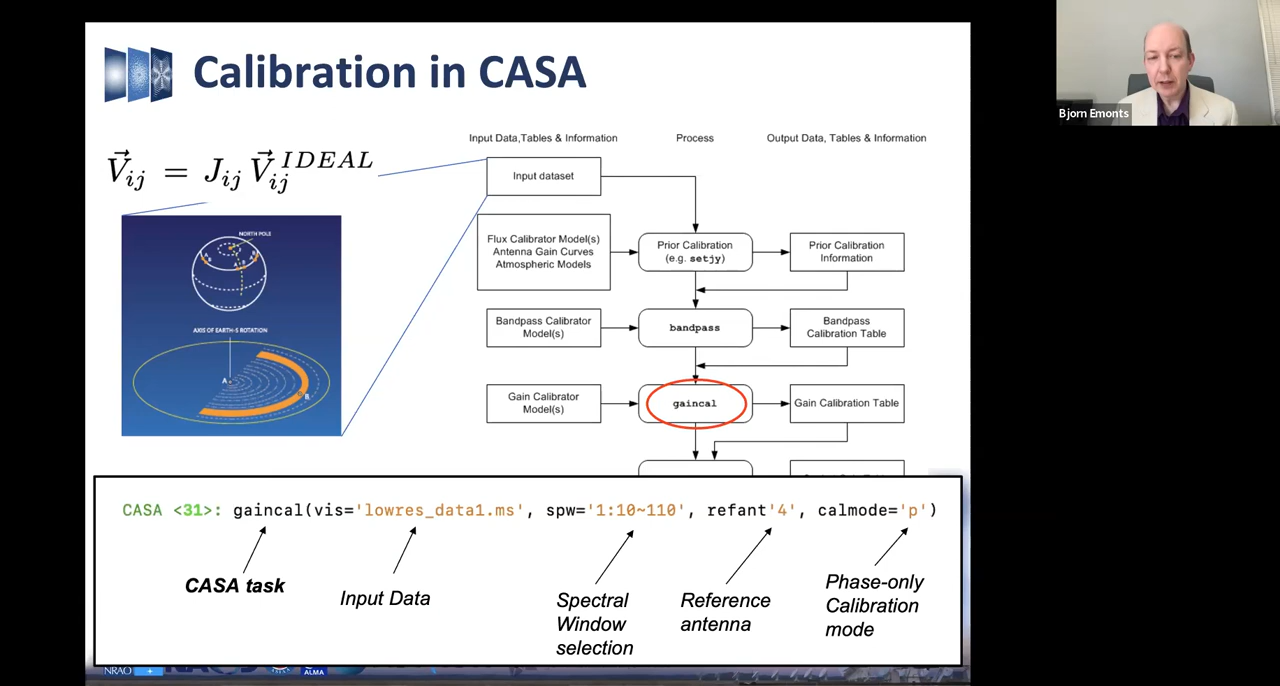 Calibration in CASA
Bjorn Emonts
V⃗ij = Jij V⃗ij^IDEAL
Input Data,Tables & Information
Process
Output Data, Tables & Information
Input dataset
Flux Calibrator Model(s)
Antenna Gain Curves
Atmospheric Models
Prior Calibration
(e.g. setjy)
Prior Calibration
Information
Bandpass Calibrator
Model(s)
bandpass
Bandpass
Calibration Table
Gain Calibrator
Model(s)
gaincal
Gain Calibration Table
NORTH POLE
A
B
A
B
AXIS OF EARTH-S ROTATION
A
B
CASA <31>: gaincal(vis='lowres_data1.ms', spw='1:10~110', refant'4', calmode='p')
CASA task
Input Data
Spectral
Window
selection
Reference
antenna
Phase-only
Calibration
mode
NRAO
ALMA